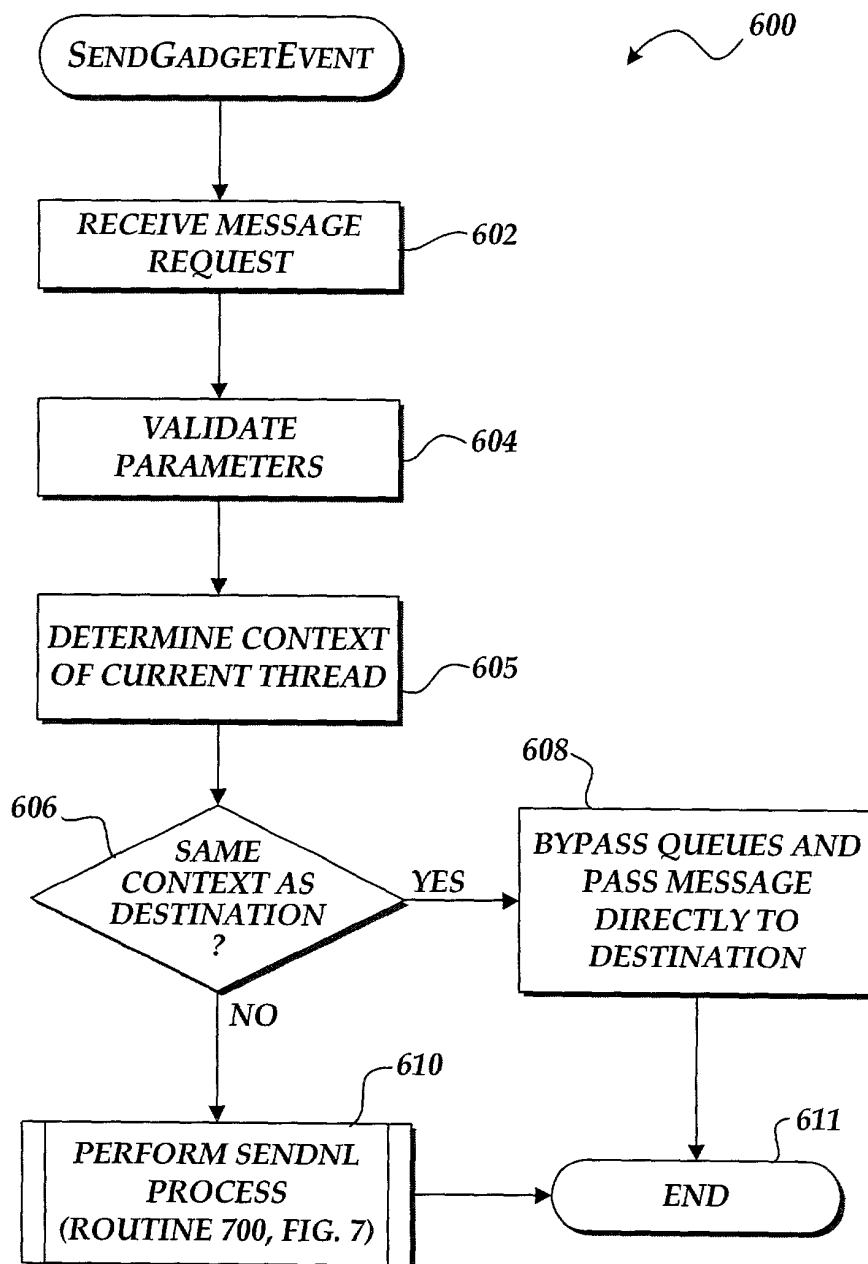 SENDGADGETEVENT
600
RECEIVE MESSAGE
REQUEST
602
VALIDATE
PARAMETERS
604
DETERMINE CONTEXT
OF CURRENT THREAD
605
606
SAME
CONTEXT AS
DESTINATION
?
YES
608
BYPASS QUEUES AND
PASS MESSAGE
DIRECTLY TO
DESTINATION
NO
610
PERFORM SENDNL
PROCESS
(ROUTINE 700, FIG. 7)
611
END